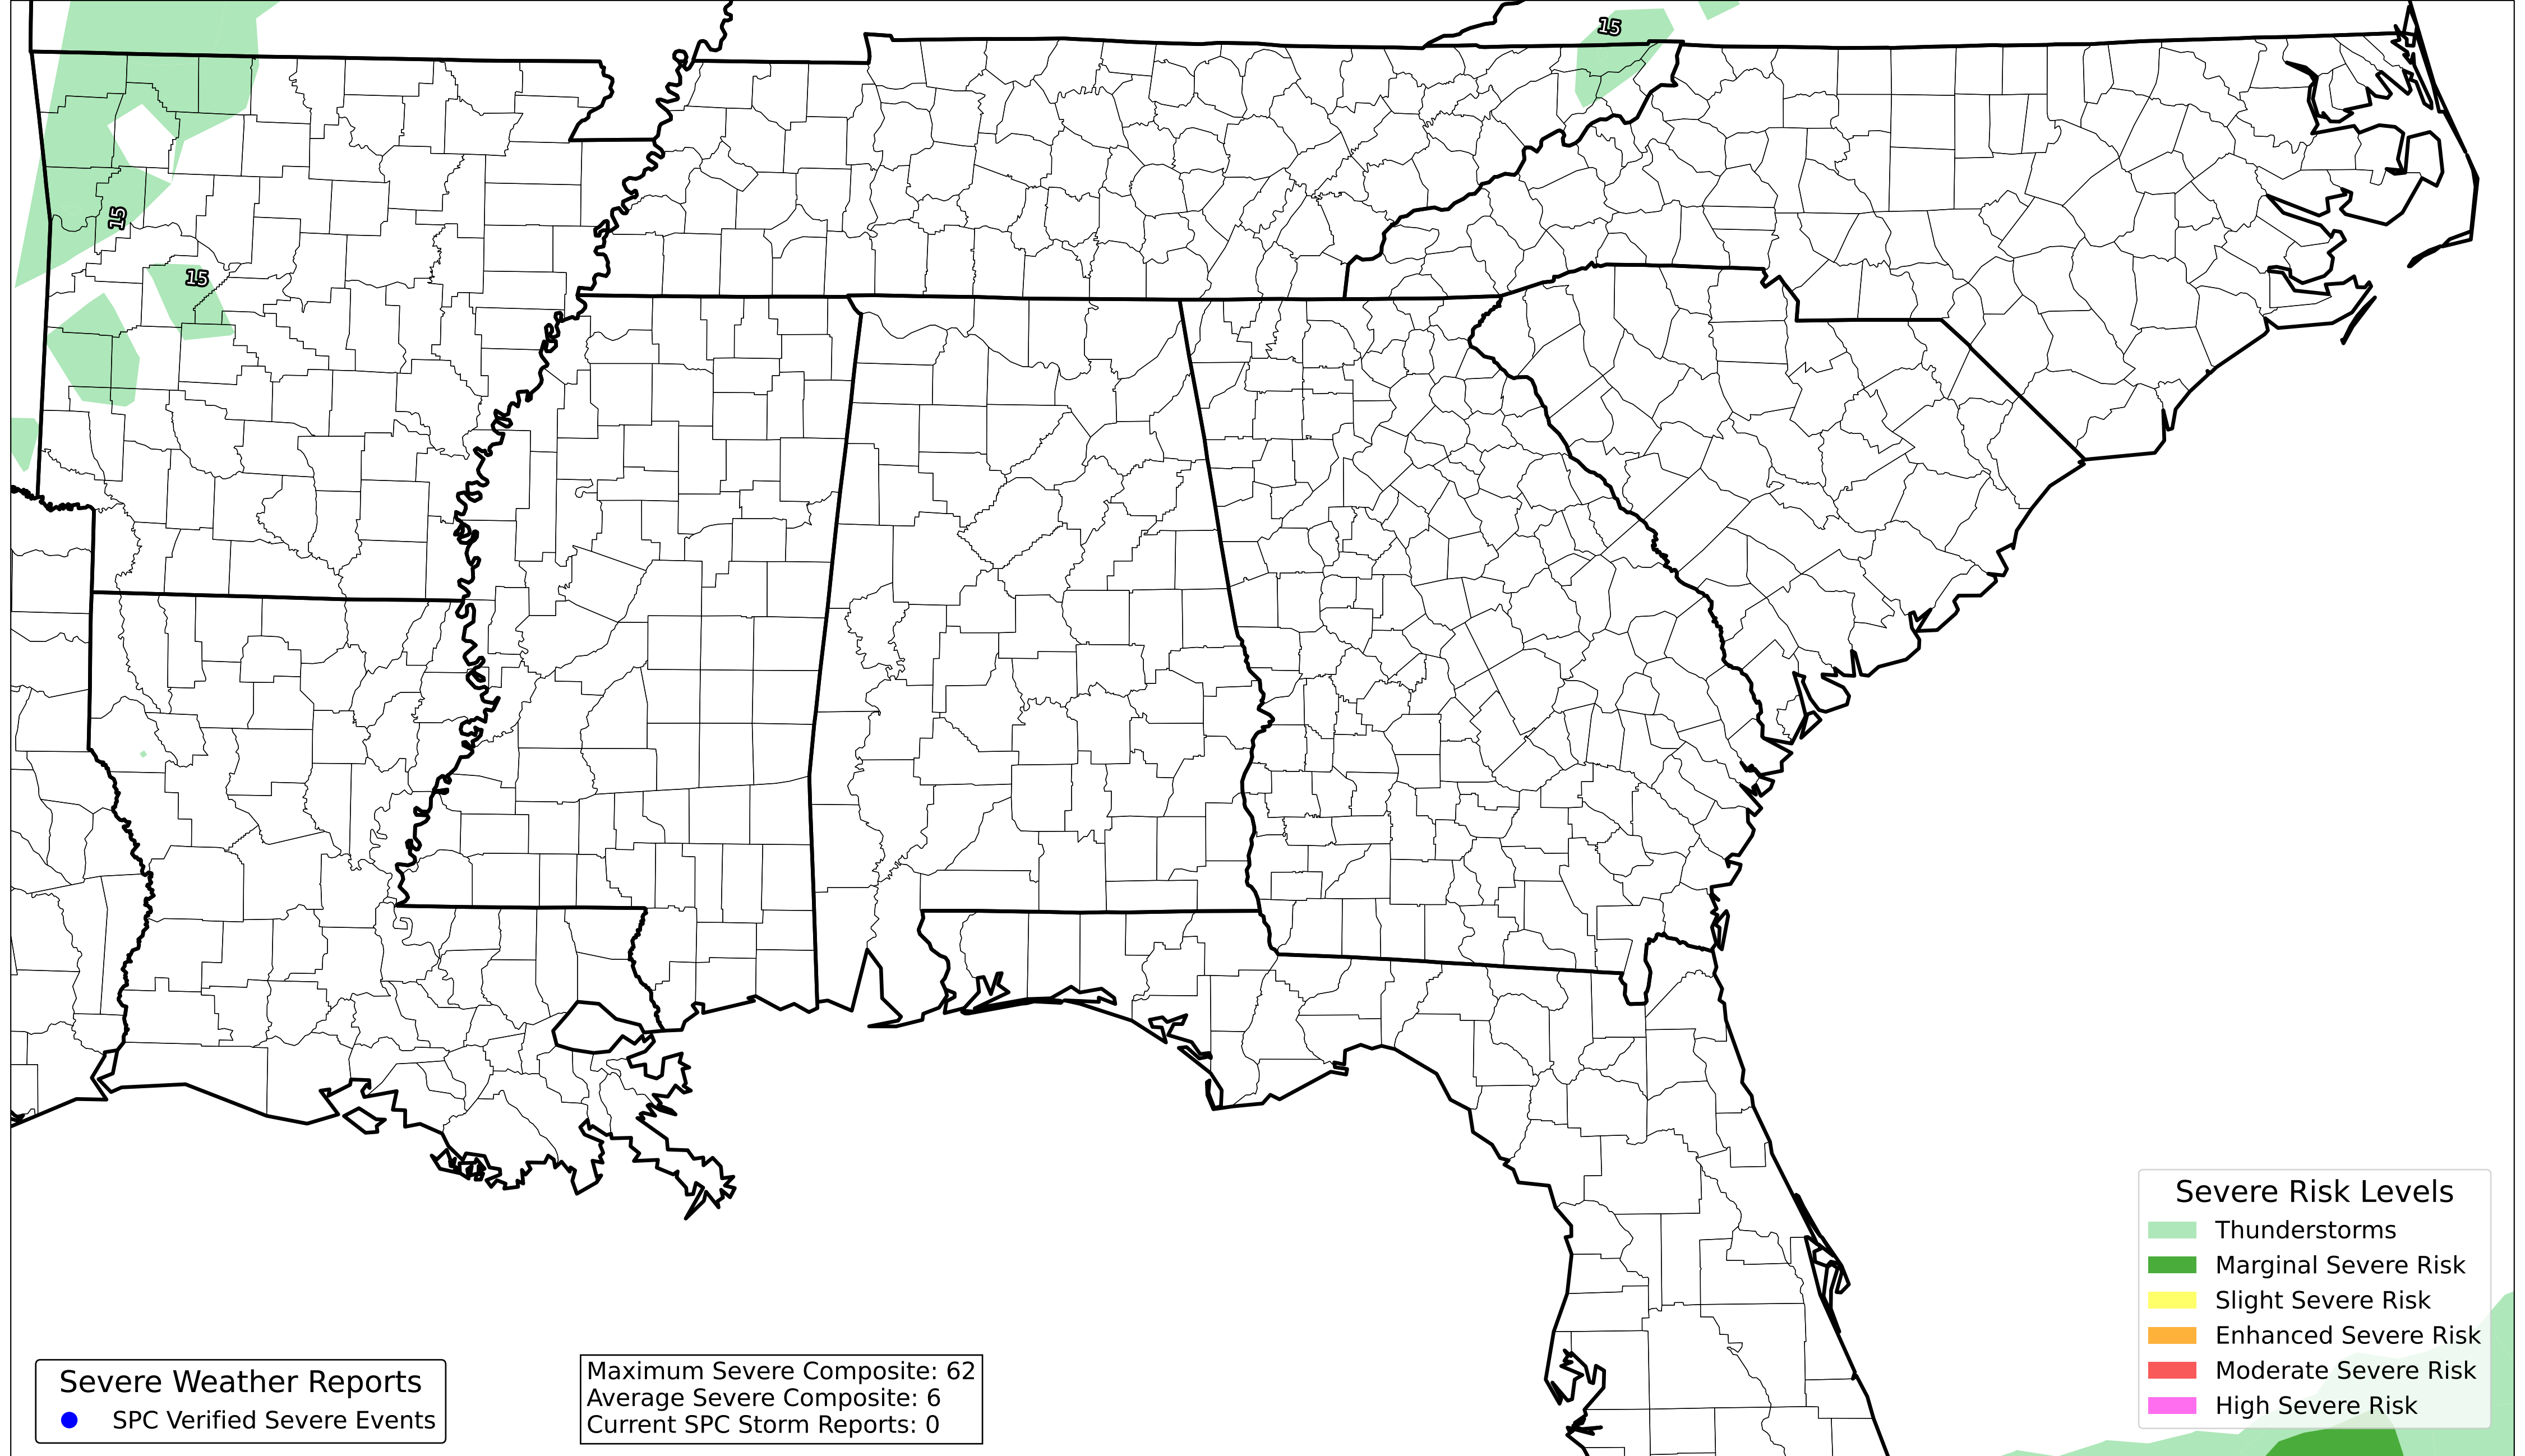 15
15
15
Severe Risk Levels
Thunderstorms
Marginal Severe Risk
Slight Severe Risk
Enhanced Severe Risk
Moderate Severe Risk
High Severe Risk
Severe Weather Reports
SPC Verified Severe Events
Maximum Severe Composite: 62
Average Severe Composite: 6
Current SPC Storm Reports: 0